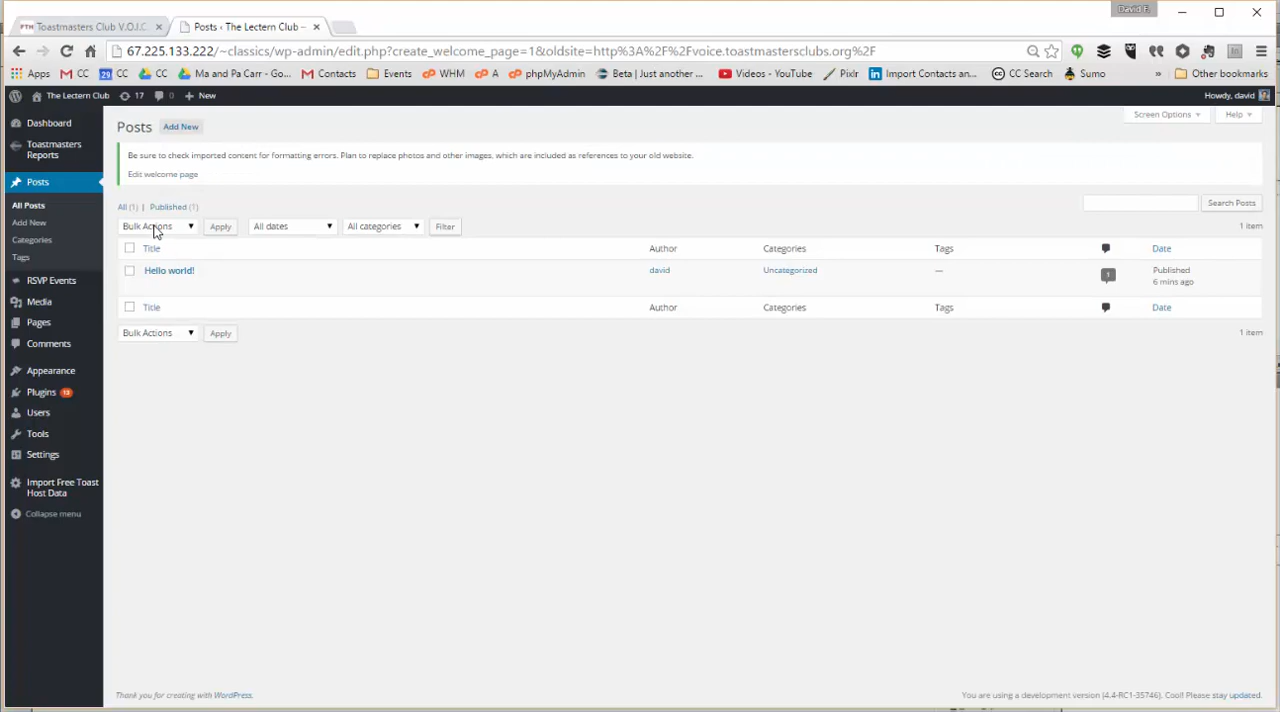 David F.
FTH Toastmasters Club V.O.I.C × Posts ‹ The Lectern Club — ×
67.225.133.222/~classics/wp-admin/edit.php?create_welcome_page=1&oldsite=http%3A%2F%2Fvoice.toastmastersclubs.org%2F
Apps CC 29 CC CC Ma and Pa Carr - Go... Contacts Events WHM A phpMyAdmin Beta | Just another ... Videos - YouTube Pixlr Import Contacts an... CC Search Sumo » Other bookmarks
The Lectern Club 17 0 + New Howdy, david
Dashboard
Toastmasters Reports
Posts
All Posts
Add New
Categories
Tags
RSVP Events
Media
Pages
Comments
Appearance
Plugins
Users
Tools
Settings
Import Free Toast Host Data
Collapse menu
Screen Options ▼ Help ▼
Posts Add New
Be sure to check imported content for formatting errors. Plan to replace photos and other images, which are included as references to your old website.
Edit welcome page
All (1) | Published (1)
Search Posts
Bulk Actions ▼ Apply All dates ▼ All categories ▼ Filter 1 item
Title Author Categories Tags Date
Hello world! david Uncategorized — 1 Published
6 mins ago
Title Author Categories Tags Date
Bulk Actions ▼ Apply 1 item
Thank you for creating with WordPress. You are using a development version (4.4-RC1-35746). Cool! Please stay updated.